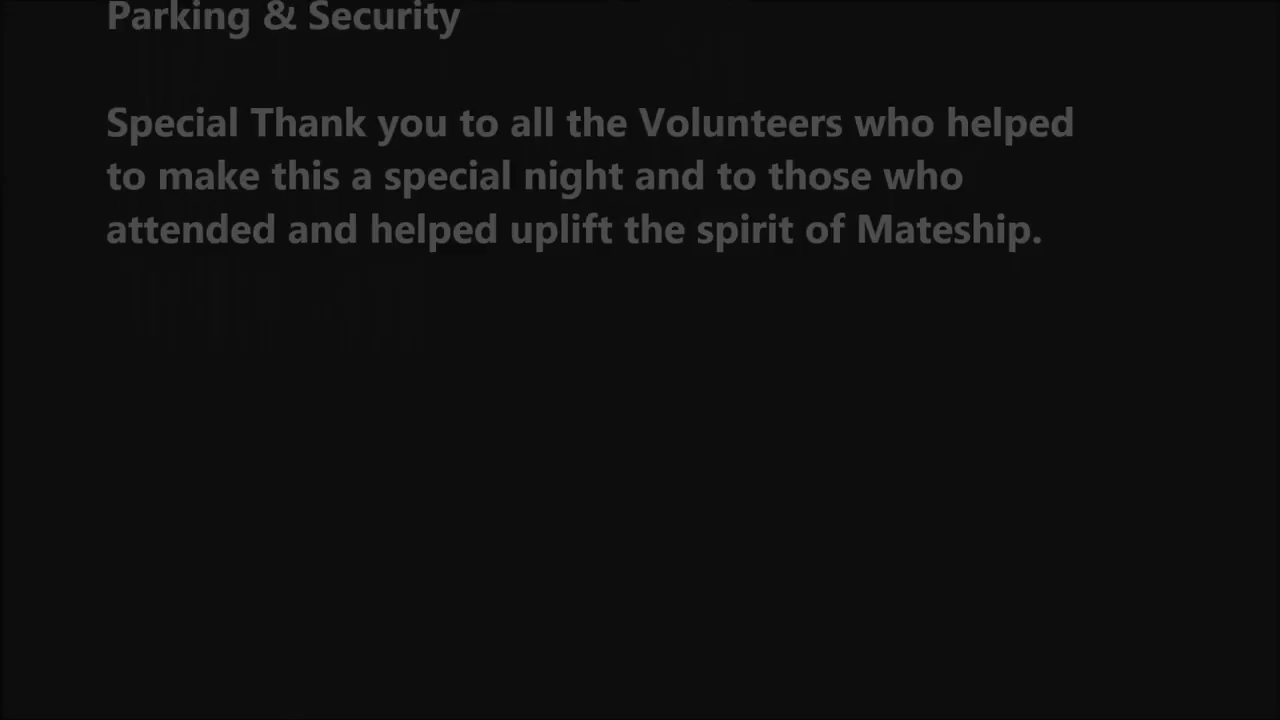 Parking & Security
Special Thank you to all the Volunteers who helped
to make this a special night and to those who
attended and helped uplift the spirit of Mateship.